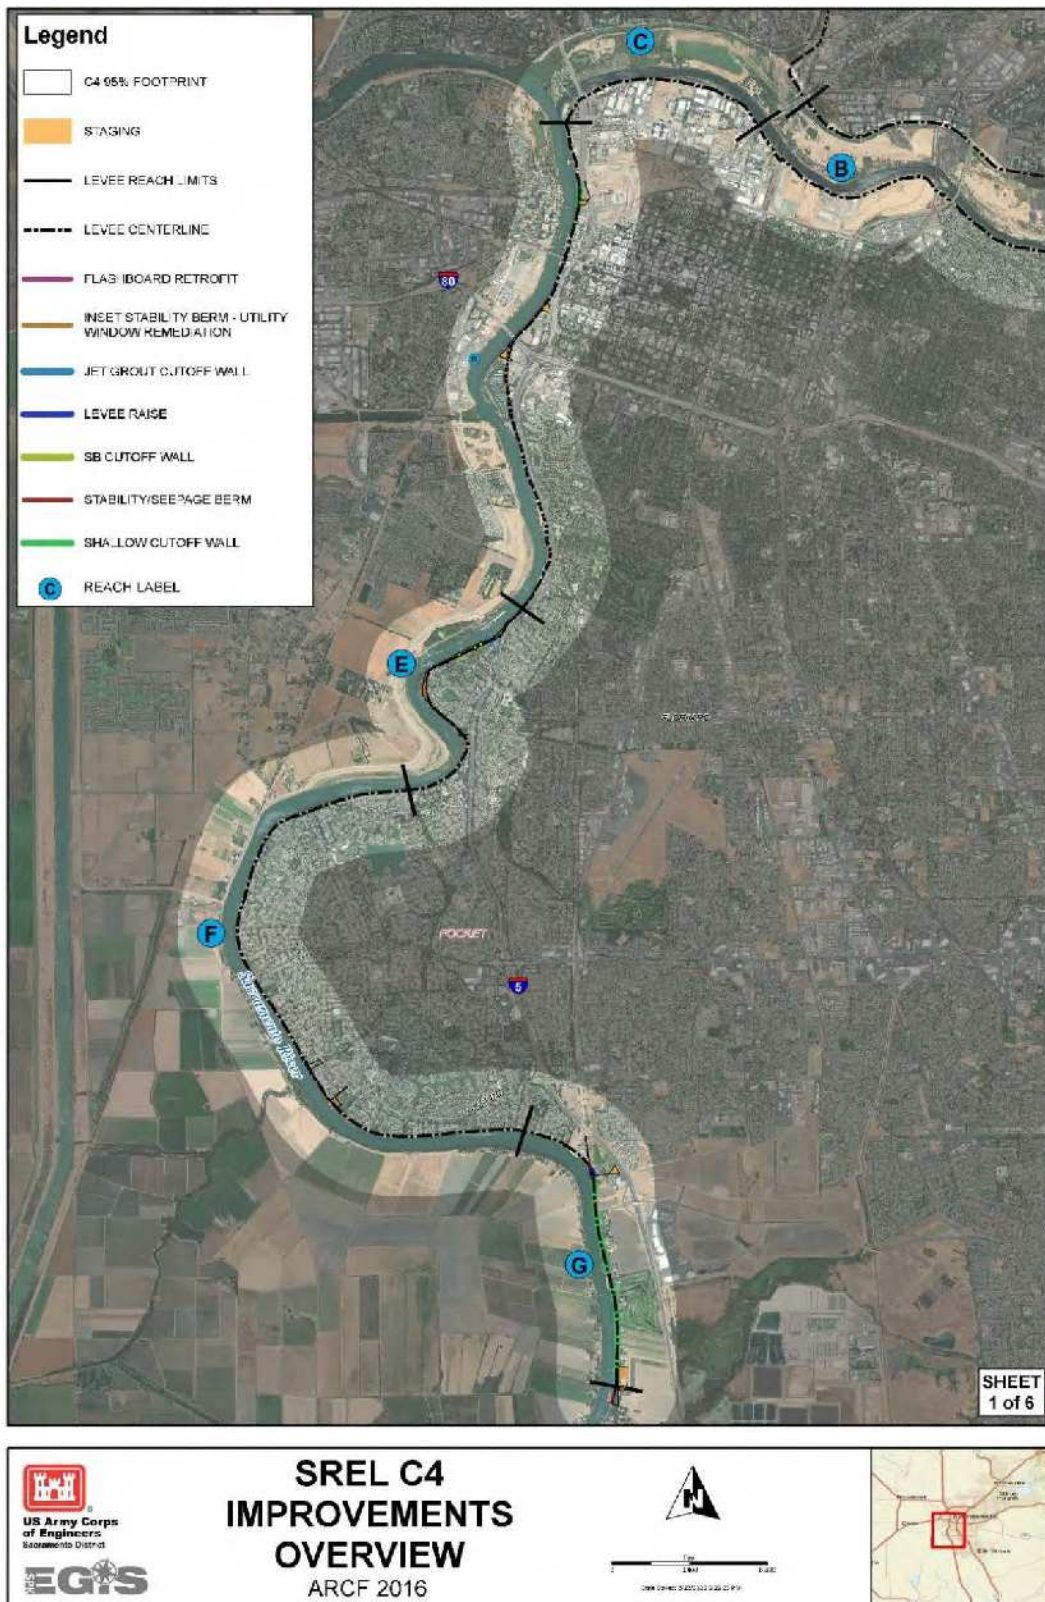 Legend
C4 95% FOOTPRINT
STAGING
LEVEE REACH LIMITS
LEVEE CENTERLINE
FLASHBOARD RETROFIT
INSET STABILITY BERM - UTILITY
WINDOW REMEDIATION
JET GROUT CUTOFF WALL
LEVEE RAISE
SB CUTOFF WALL
STABILITY/SEEPAGE BERM
SHALLOW CUTOFF WALL
C REACH LABEL
C
B
80
E
F
POCKET
5
Sacramento River
G
SHEET
1 of 6
US Army Corps
of Engineers
Sacramento District
EGIS
SREL C4
IMPROVEMENTS
OVERVIEW
ARCF 2016
N